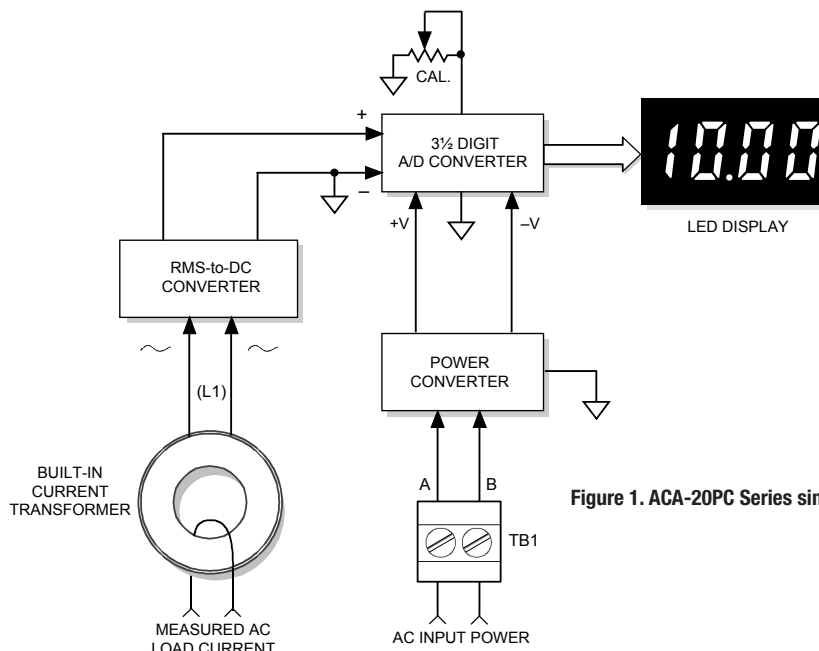 CAL.
+
3½ DIGIT
A/D CONVERTER
–
10.00
LED DISPLAY
+V
–V
RMS-to-DC
CONVERTER
POWER
CONVERTER
(L1)
BUILT-IN
CURRENT
TRANSFORMER
A
B
TB1
MEASURED AC
LOAD CURRENT
AC INPUT POWER
Figure 1. ACA-20PC Series sim